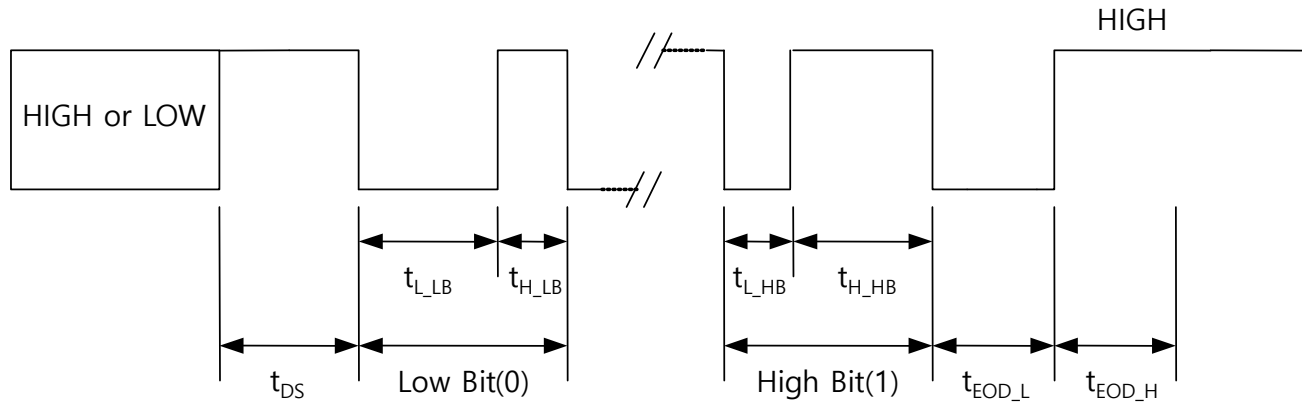 HIGH
HIGH or LOW
tL_LB
tH_LB
tL_HB
tH_HB
tDS
Low Bit(0)
High Bit(1)
tEOD_L
tEOD_H